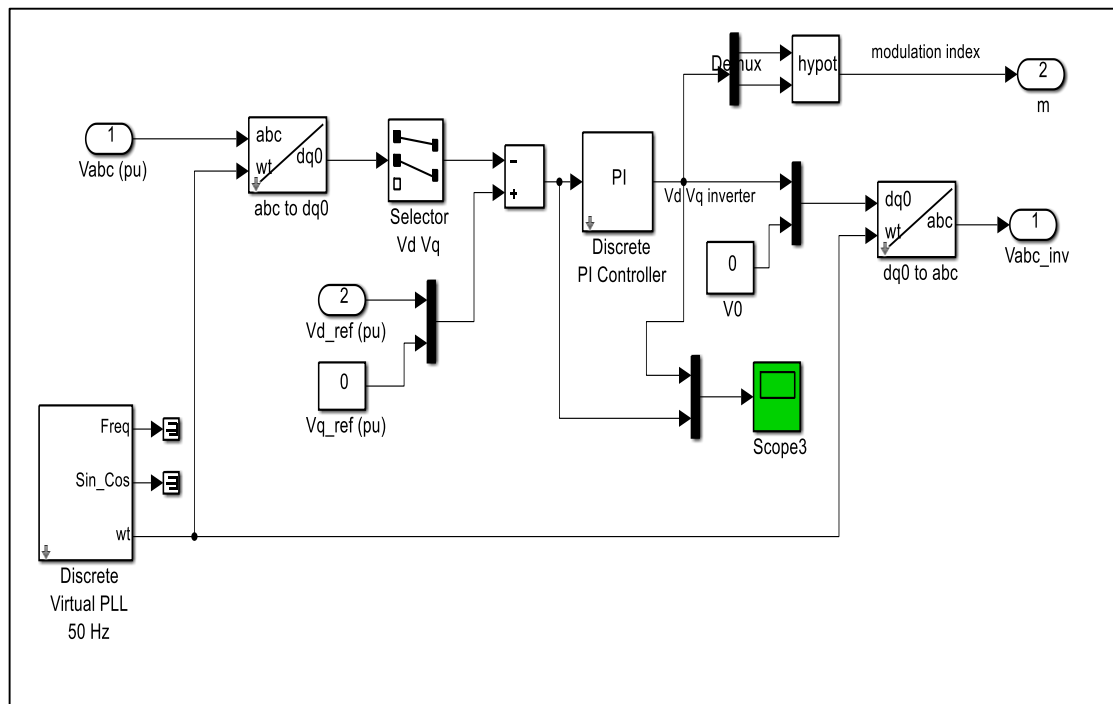 Demux
hypot
modulation index
2
m
1
Vabc (pu)
abc
wt
dq0
abc to dq0
Selector
Vd Vq
-
+
PI
Discrete
PI Controller
Vd Vq inverter
0
V0
dq0
wt
abc
dq0 to abc
1
Vabc_inv
2
Vd_ref (pu)
0
Vq_ref (pu)
Scope3
Freq
Sin_Cos
wt
Discrete
Virtual PLL
50 Hz